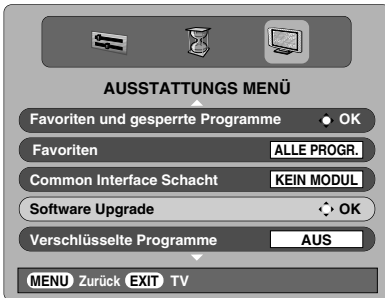 AUSSTATTUNGS MENÜ
Favoriten und gesperrte Programme OK
Favoriten ALLE PROGR.
Common Interface Schacht KEIN MODUL
Software Upgrade OK
Verschlüsselte Programme AUS
MENU Zurück EXIT TV